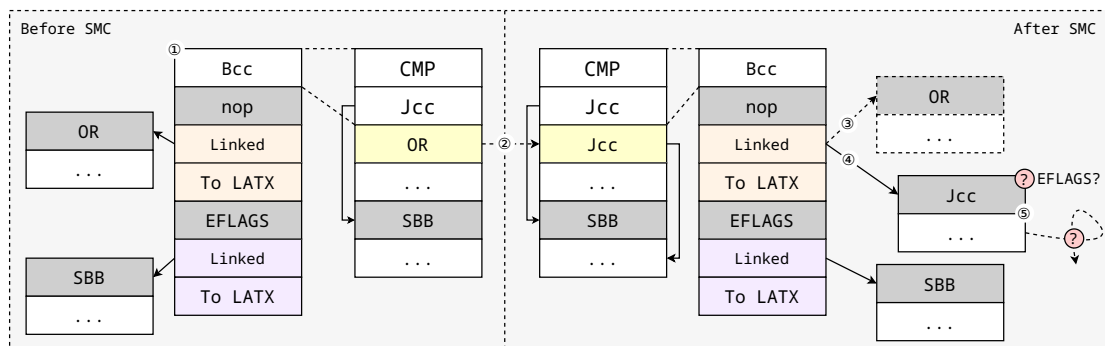 Before SMC
After SMC
①
Bcc
nop
Linked
To LATX
EFLAGS
Linked
To LATX
OR
...
SBB
...
CMP
Jcc
OR
...
SBB
...
②
CMP
Jcc
Jcc
...
SBB
...
Bcc
nop
Linked
To LATX
EFLAGS
Linked
To LATX
③
OR
...
④
Jcc
...
? EFLAGS?
⑤
?
SBB
...